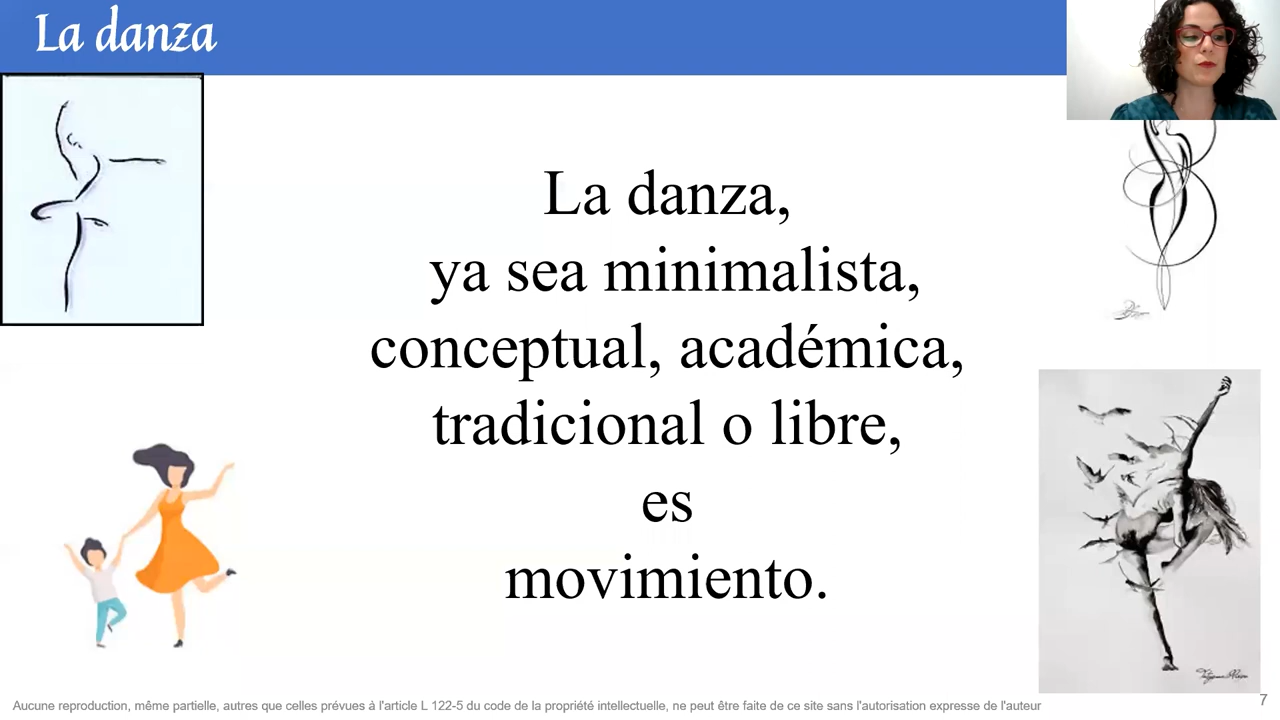 La danza
La danza,
ya sea minimalista,
conceptual, académica,
tradicional o libre,
es
movimiento.
Aucune reproduction, même partielle, autres que celles prévues à l'article L 122-5 du code de la propriété intellectuelle, ne peut être faite de ce site sans l'autorisation expresse de l'auteur
7